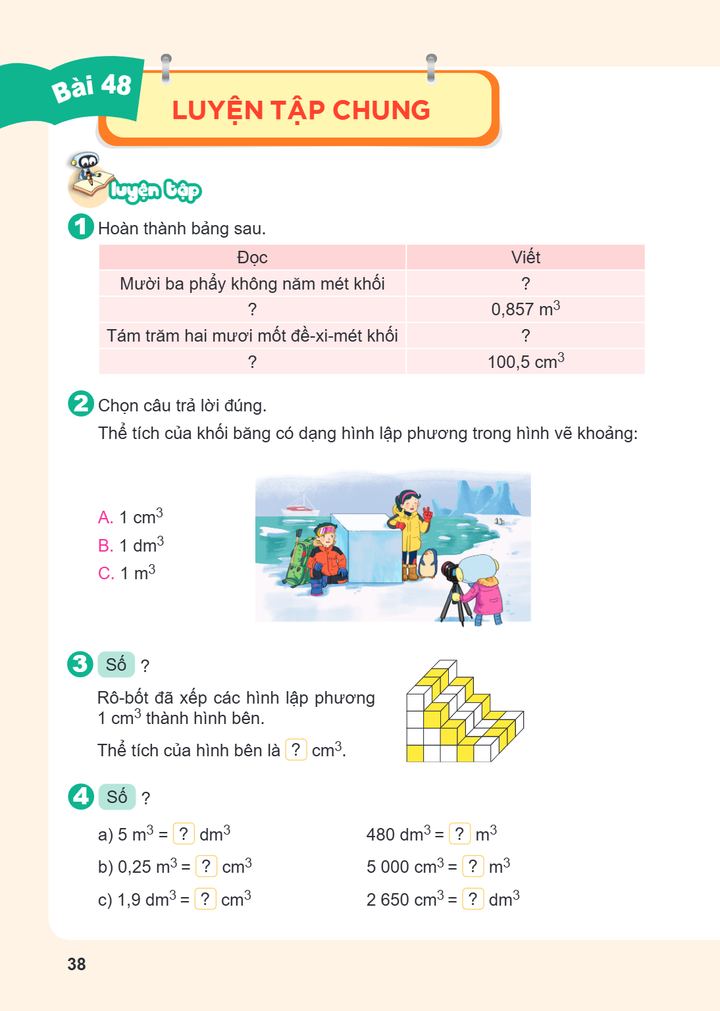 Bài 48
LUYỆN TẬP CHUNG
luyện tập
1 Hoàn thành bảng sau.
Đọc Viết
Mười ba phẩy không năm mét khối ?
? 0,857 m³
Tám trăm hai mươi mốt đề-xi-mét khối ?
? 100,5 cm³
2 Chọn câu trả lời đúng.
Thể tích của khối băng có dạng hình lập phương trong hình vẽ khoảng:
A. 1 cm³
B. 1 dm³
C. 1 m³
3 Số ?
Rô-bốt đã xếp các hình lập phương
1 cm³ thành hình bên.
Thể tích của hình bên là ? cm³.
4 Số ?
a) 5 m³ = ? dm³ 480 dm³ = ? m³
b) 0,25 m³ = ? cm³ 5 000 cm³ = ? m³
c) 1,9 dm³ = ? cm³ 2 650 cm³ = ? dm³
38